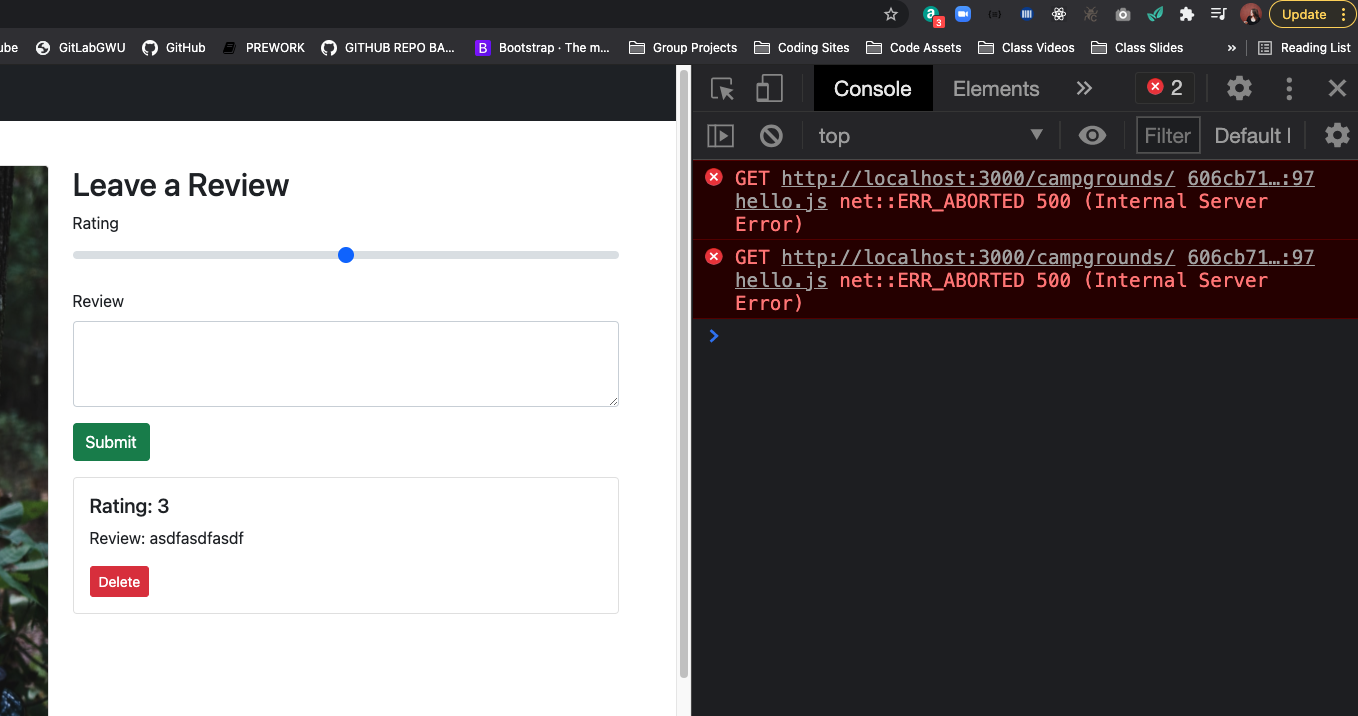 a 3 Update
ube GitLabGWU GitHub PREWORK GITHUB REPO BA... B Bootstrap · The m... Group Projects Coding Sites Code Assets Class Videos Class Slides » Reading List
Console Elements » 2
top Filter Default l
Leave a Review
Rating
Review
Submit
Rating: 3
Review: asdfasdfasdf
Delete
GET http://localhost:3000/campgrounds/ 606cb71…:97
hello.js net::ERR_ABORTED 500 (Internal Server
Error)
GET http://localhost:3000/campgrounds/ 606cb71…:97
hello.js net::ERR_ABORTED 500 (Internal Server
Error)